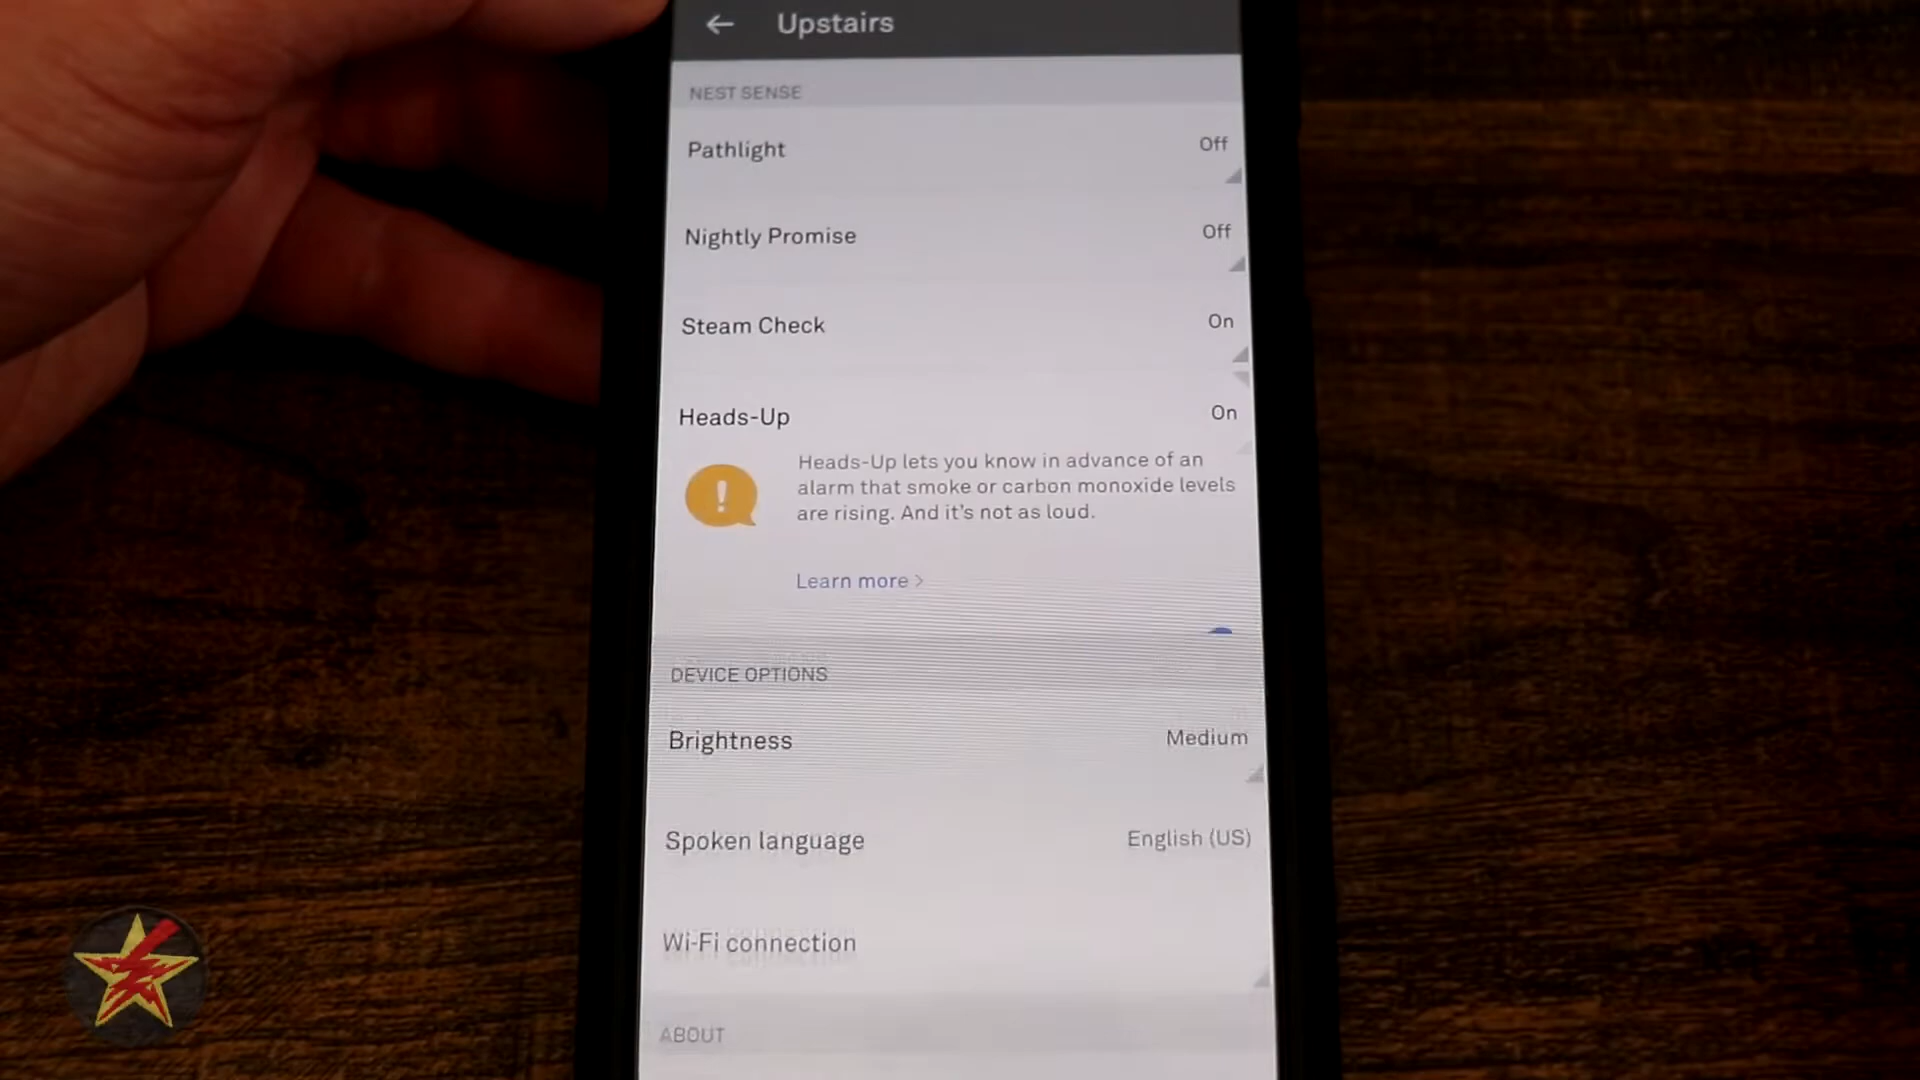 Upstairs
NEST SENSE
Pathlight Off
Nightly Promise Off
Steam Check On
Heads-Up On
Heads-Up lets you know in advance of an
alarm that smoke or carbon monoxide levels
are rising. And it's not as loud.
Learn more >
DEVICE OPTIONS
Brightness Medium
Spoken language English (US)
Wi-Fi connection
ABOUT